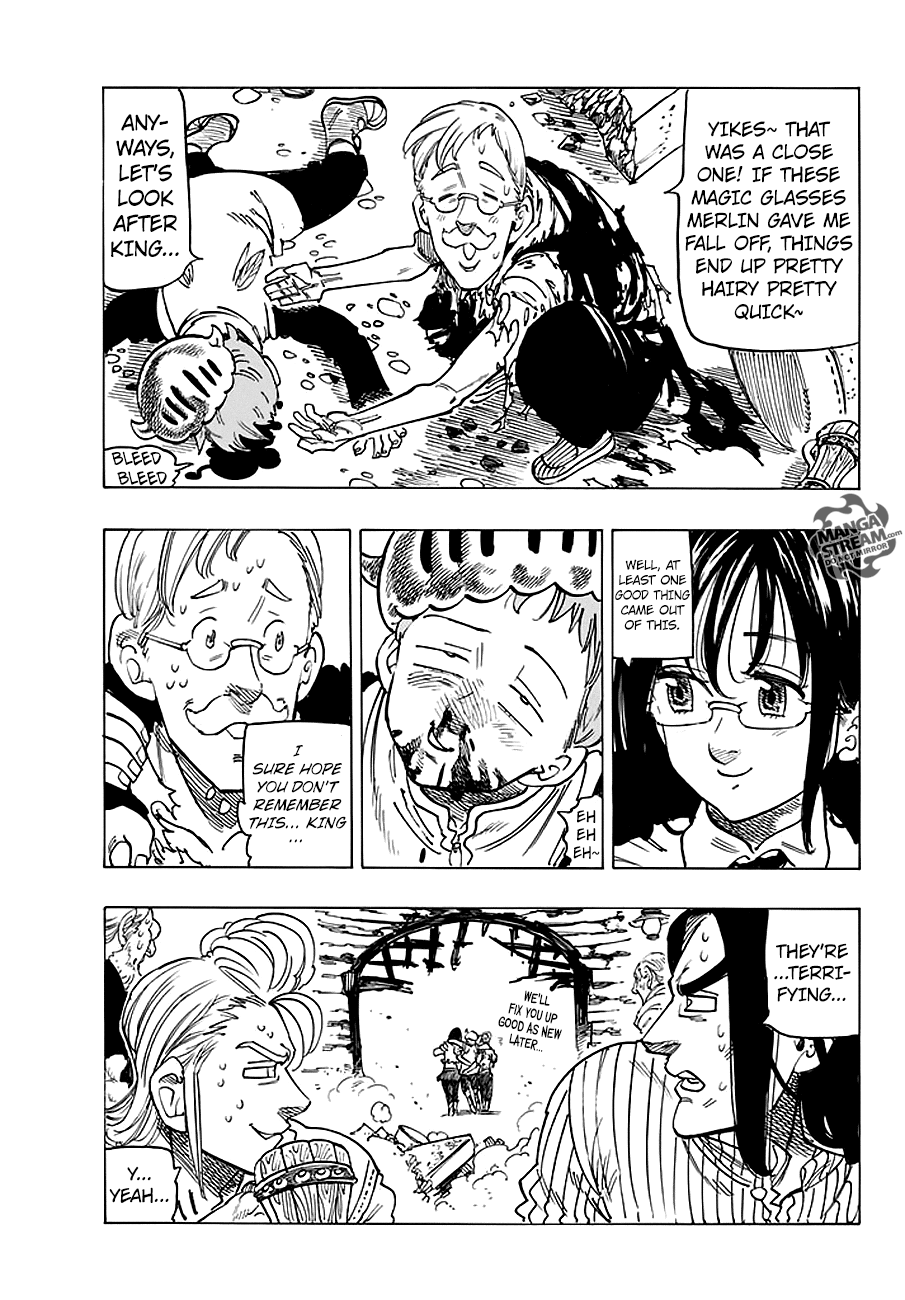 YIKES~ THAT
WAS A CLOSE
ONE! IF THESE
MAGIC GLASSES
MERLIN GAVE ME
FALL OFF, THINGS
END UP PRETTY
HAIRY PRETTY
QUICK~
ANY-
WAYS,
LET'S
LOOK
AFTER
KING...
BLEED
BLEED
MANGA
STREAM.com
DO NOT MIRROR
WELL, AT
LEAST ONE
GOOD THING
CAME OUT
OF THIS.
EH
EH
EH~
I
SURE HOPE
YOU DON'T
REMEMBER
THIS... KING
...
THEY'RE
...TERRI-
FYING...
WE'LL
FIX YOU UP
GOOD AS NEW
LATER...
Y...
YEAH...